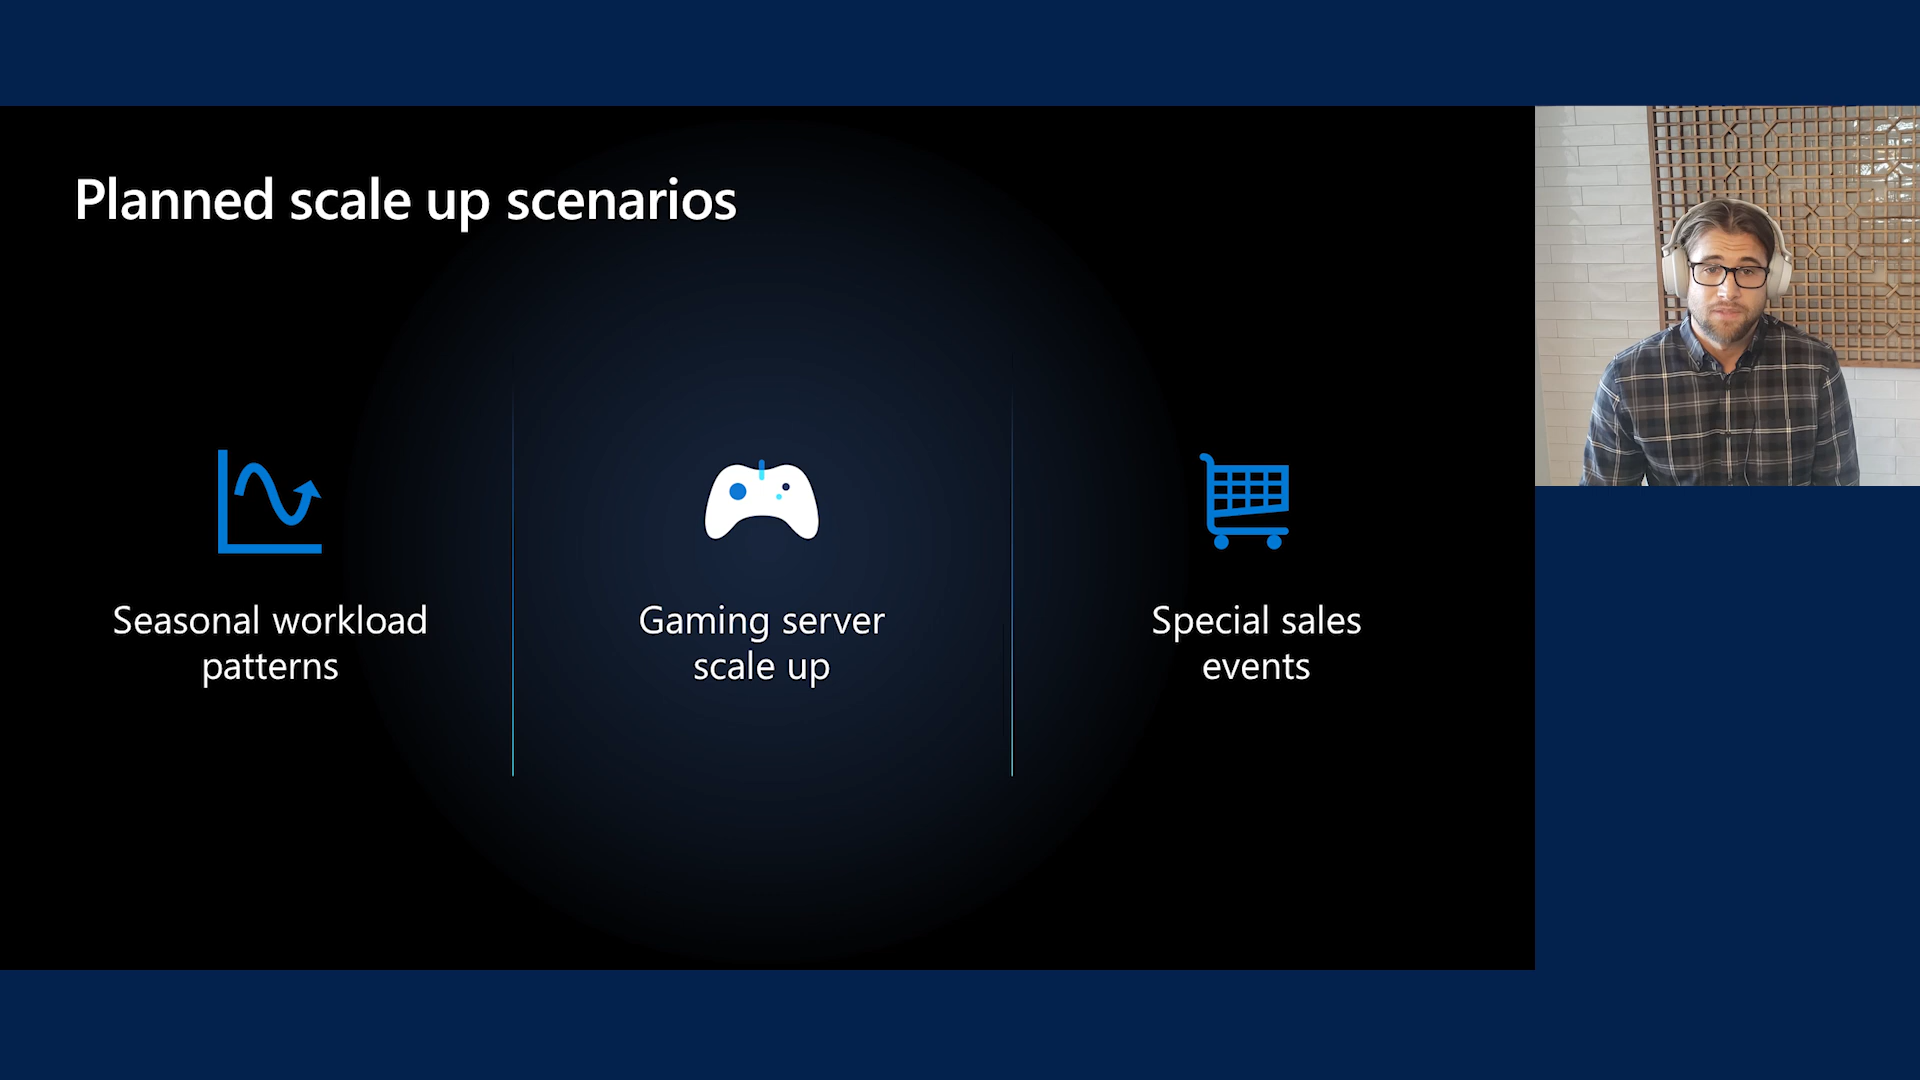 Planned scale up scenarios
Seasonal workload
patterns
Gaming server
scale up
Special sales
events